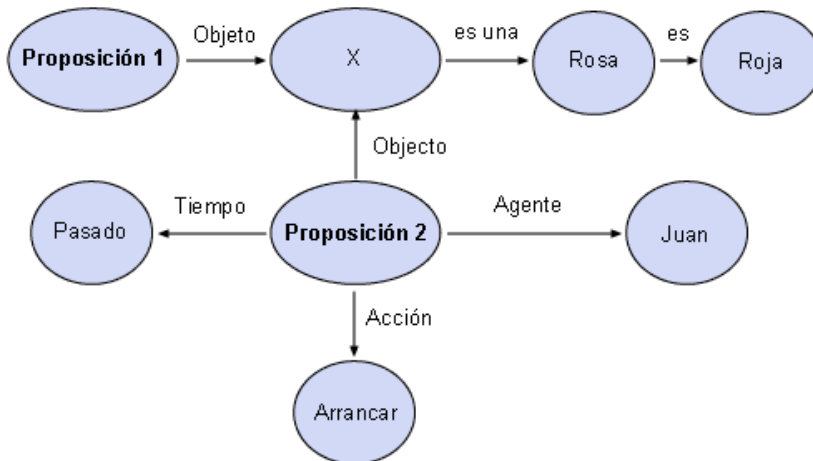 Objeto
es una
es
Proposición 1
X
Rosa
Roja
Objecto
Tiempo
Agente
Pasado
Proposición 2
Juan
Acción
Arrancar